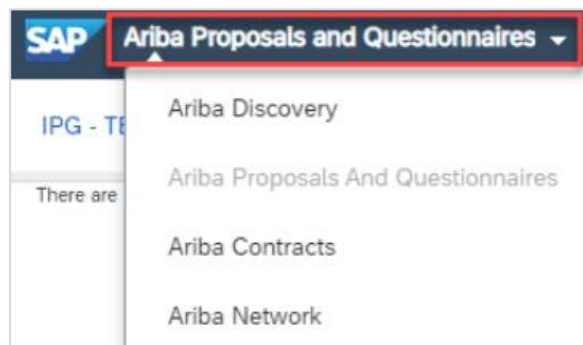 SAP Ariba Proposals and Questionnaires
Ariba Discovery
IPG - TE
Ariba Proposals And Questionnaires
There are
Ariba Contracts
Ariba Network